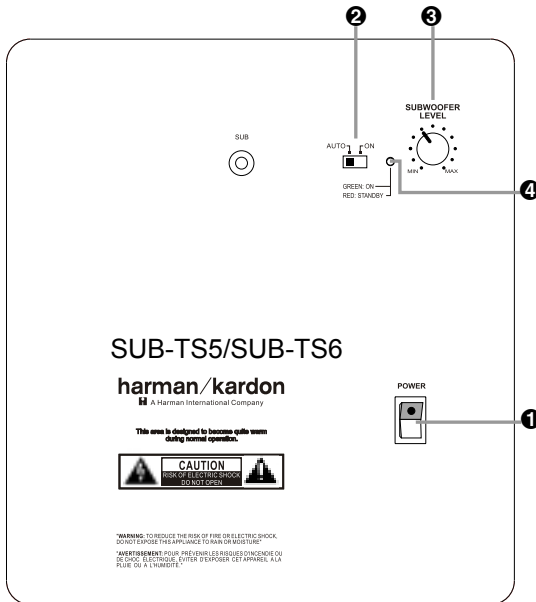 ❷ ❸
SUBWOOFER
LEVEL
SUB
AUTO ON
MIN MAX
GREEN: ON
RED: STANDBY
❹
SUB-TS5/SUB-TS6
harman/kardon
H A Harman International Company
POWER
❶
This area is designed to become quite warm
during normal operation.
CAUTION
RISK OF ELECTRIC SHOCK
DO NOT OPEN
"WARNING: TO REDUCE THE RISK OF FIRE OR ELECTRIC SHOCK,
DO NOT EXPOSE THIS APPLIANCE TO RAIN OR MOISTURE"
"AVERTISSEMENT: POUR PRÉVENIR LES RISQUES D'INCENDIE OU
DE CHOC ÉLECTRIQUE, ÉVITER D'EXPOSER CET APPAREIL A LA
PLUIE OU A L'HUMIDITÉ."